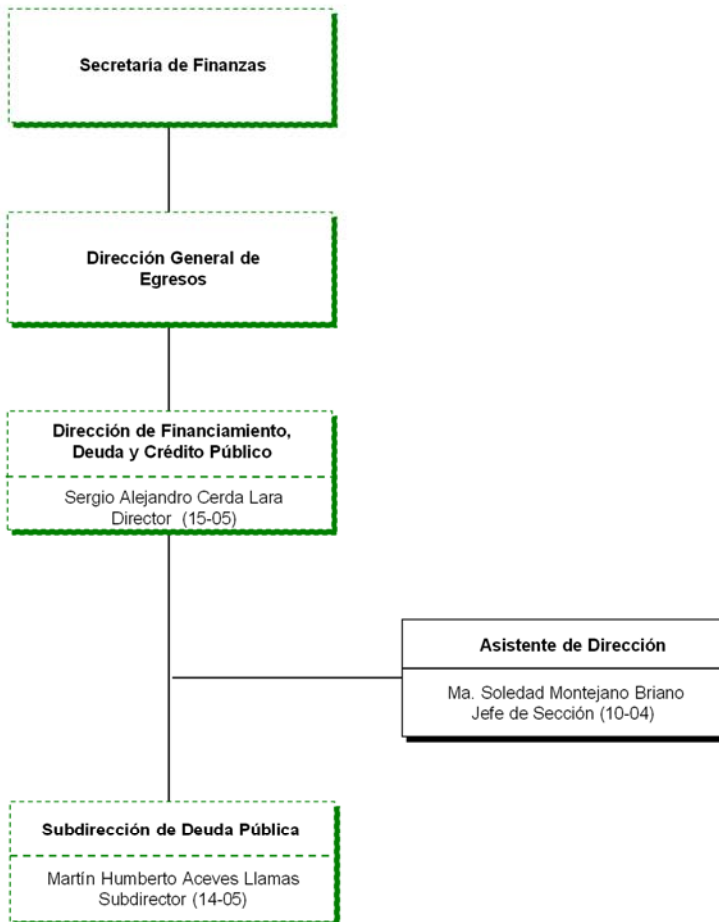 Secretaría de Finanzas
Dirección General de
Egresos
Dirección de Financiamiento,
Deuda y Crédito Público
Sergio Alejandro Cerda Lara
Director (15-05)
Asistente de Dirección
Ma. Soledad Montejano Briano
Jefe de Sección (10-04)
Subdirección de Deuda Pública
Martín Humberto Aceves Llamas
Subdirector (14-05)